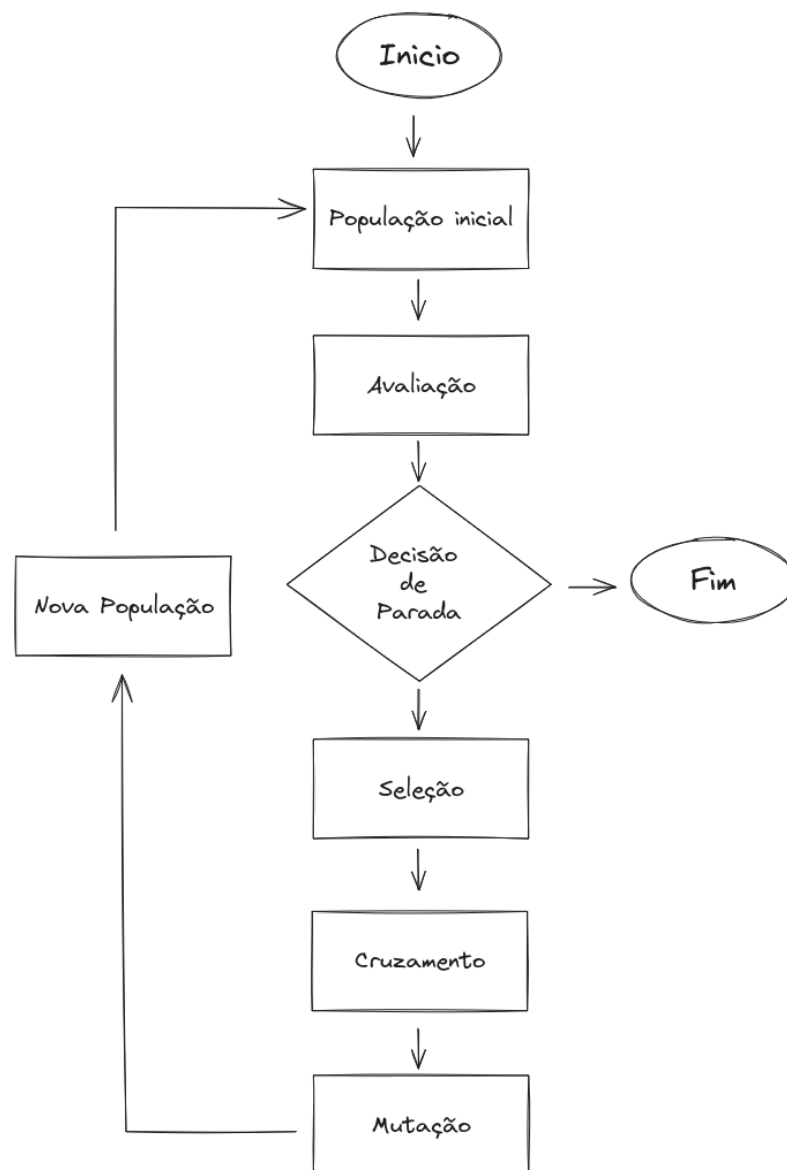 Inicio
População inicial
Avaliação
Decisão
de
Parada
Fim
Nova População
Seleção
Cruzamento
Mutação